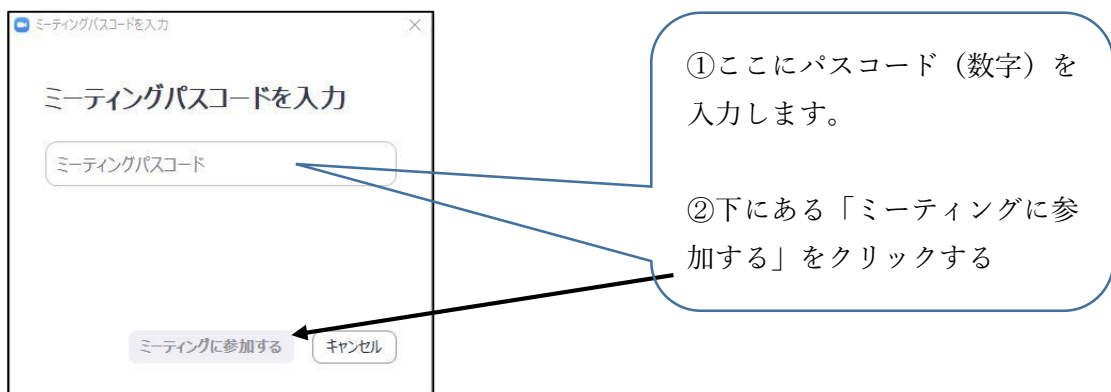 ミーティングパスコードを入力
ミーティングパスコードを入力
ミーティングパスコード
ミーティングに参加する
キャンセル
①ここにパスコード（数字）を
入力します。
②下にある「ミーティングに参
加する」をクリックする